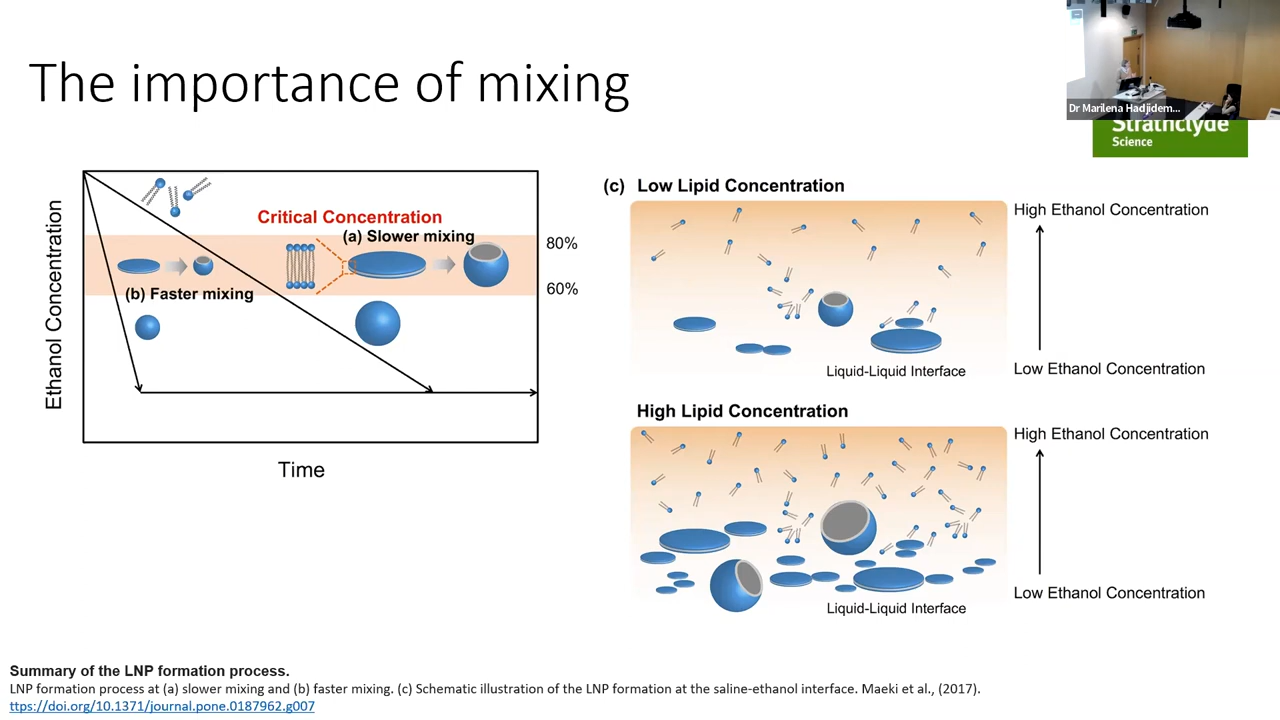 The importance of mixing
Dr Marilena Hadjidem...
Strathclyde
Science
Ethanol Concentration
Critical Concentration
(a) Slower mixing
(b) Faster mixing
80%
60%
Time
(c) Low Lipid Concentration
High Ethanol Concentration
Liquid-Liquid Interface
Low Ethanol Concentration
High Lipid Concentration
High Ethanol Concentration
Liquid-Liquid Interface
Low Ethanol Concentration
Summary of the LNP formation process.
LNP formation process at (a) slower mixing and (b) faster mixing. (c) Schematic illustration of the LNP formation at the saline-ethanol interface. Maeki et al., (2017).
ttps://doi.org/10.1371/journal.pone.0187962.g007